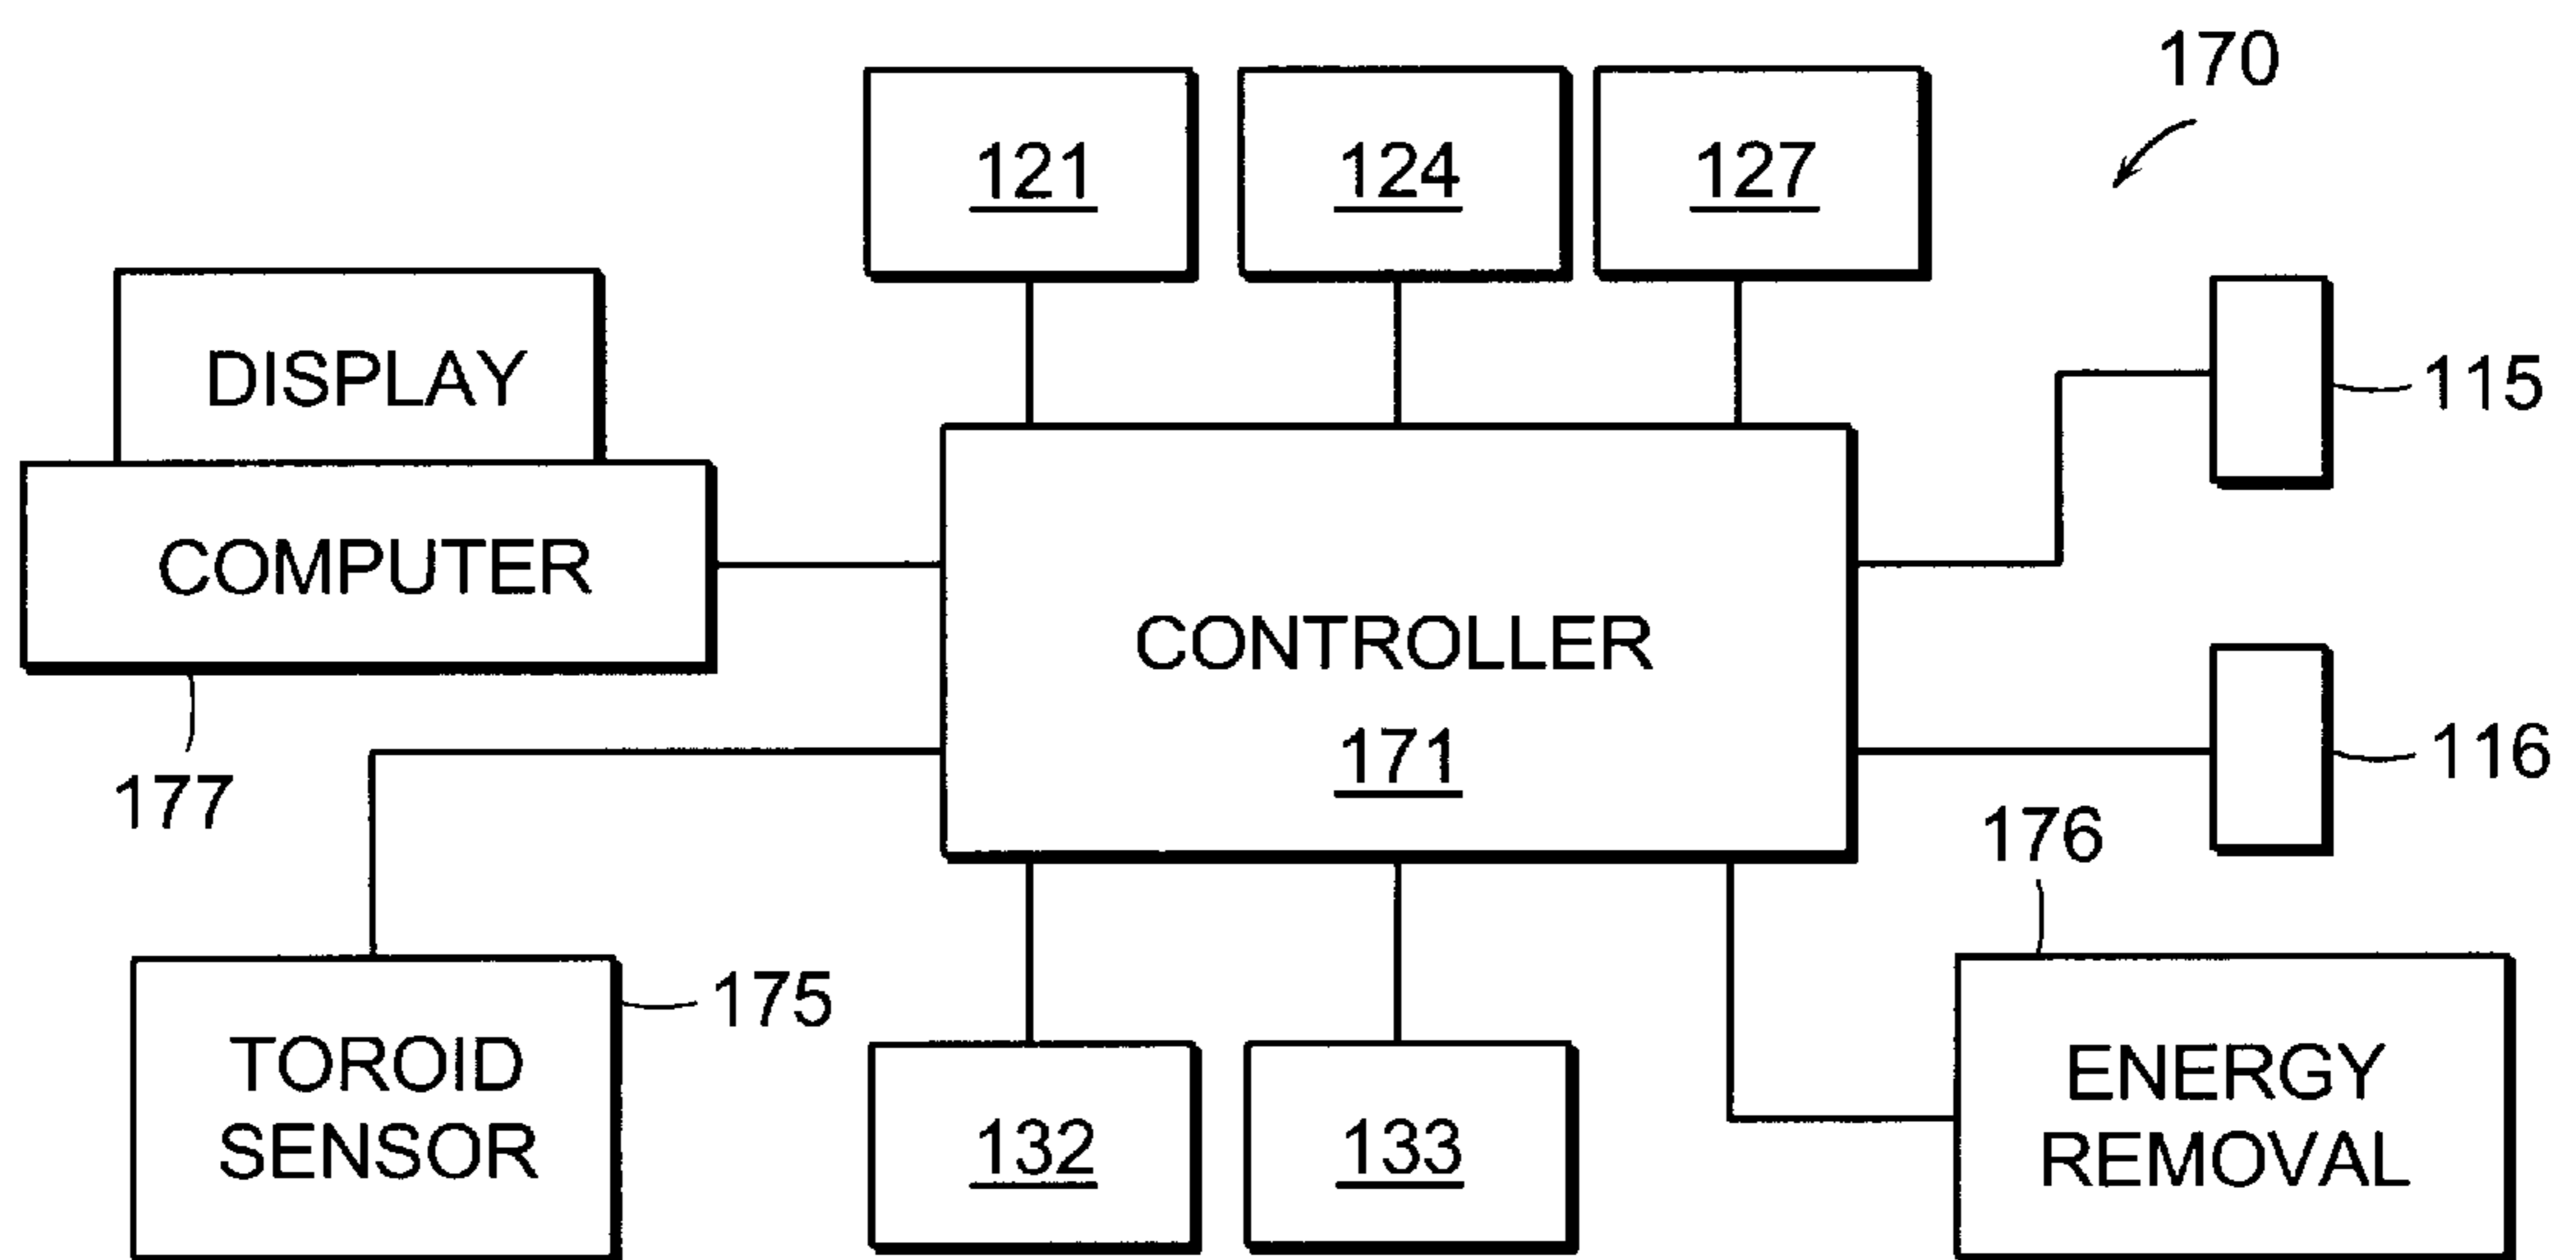 170
121
124
127
DISPLAY
115
COMPUTER
CONTROLLER
171
116
177
176
175
TOROID
SENSOR
132
133
ENERGY
REMOVAL